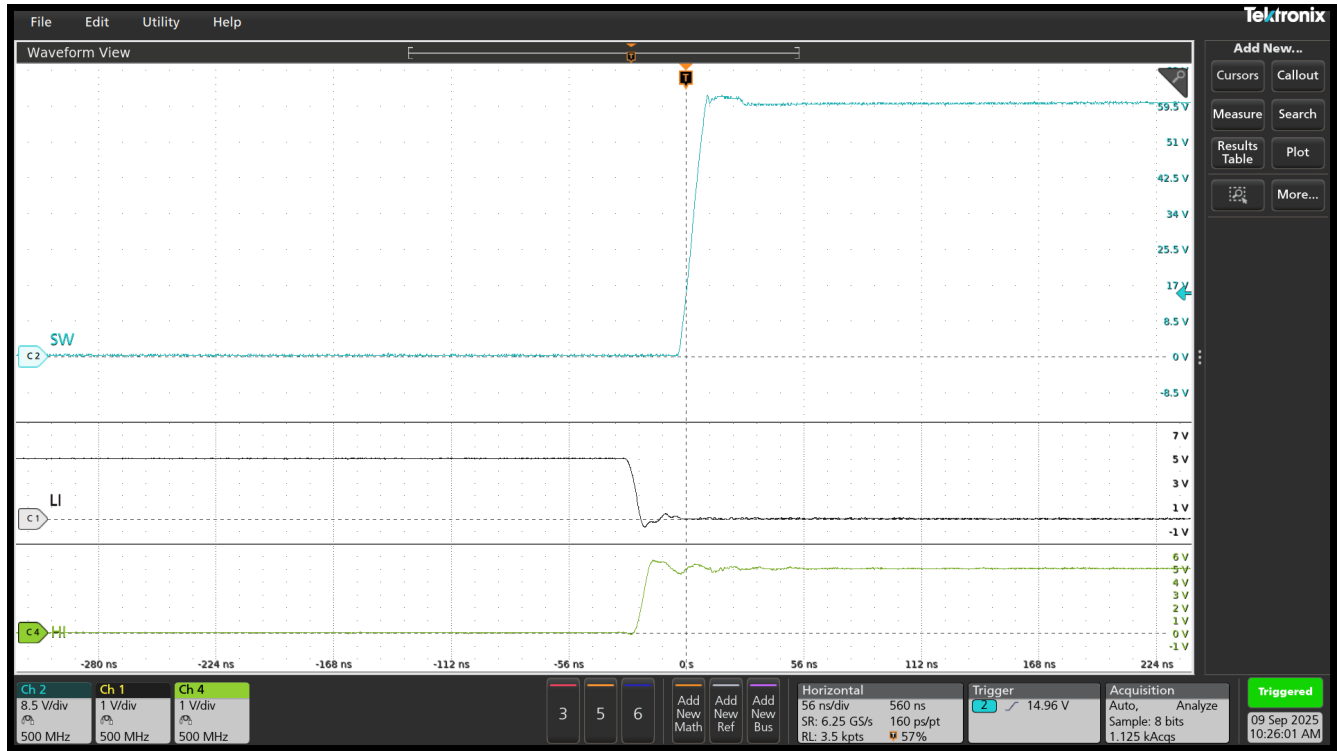 File Edit Utility Help
Tektronix
Waveform View
Add New...
Cursors Callout
Measure Search
Results Table Plot
More...
T
T
59.5 V
51 V
42.5 V
34 V
25.5 V
17 V
8.5 V
0 V
-8.5 V
SW
C 2
7 V
5 V
3 V
1 V
-1 V
LI
C 1
6 V
5 V
4 V
3 V
2 V
1 V
0 V
-1 V
C 4 HI
-280 ns -224 ns -168 ns -112 ns -56 ns 0 s 56 ns 112 ns 168 ns 224 ns
Ch 2
8.5 V/div
500 MHz
Ch 1
1 V/div
500 MHz
Ch 4
1 V/div
500 MHz
3 5 6
Add New Math
Add New Ref
Add New Bus
Horizontal
56 ns/div 560 ns
SR: 6.25 GS/s 160 ps/pt
RL: 3.5 kpts 57%
Trigger
2 14.96 V
Acquisition
Auto, Analyze
Sample: 8 bits
1.125 kAcqs
Triggered
09 Sep 2025
10:26:01 AM